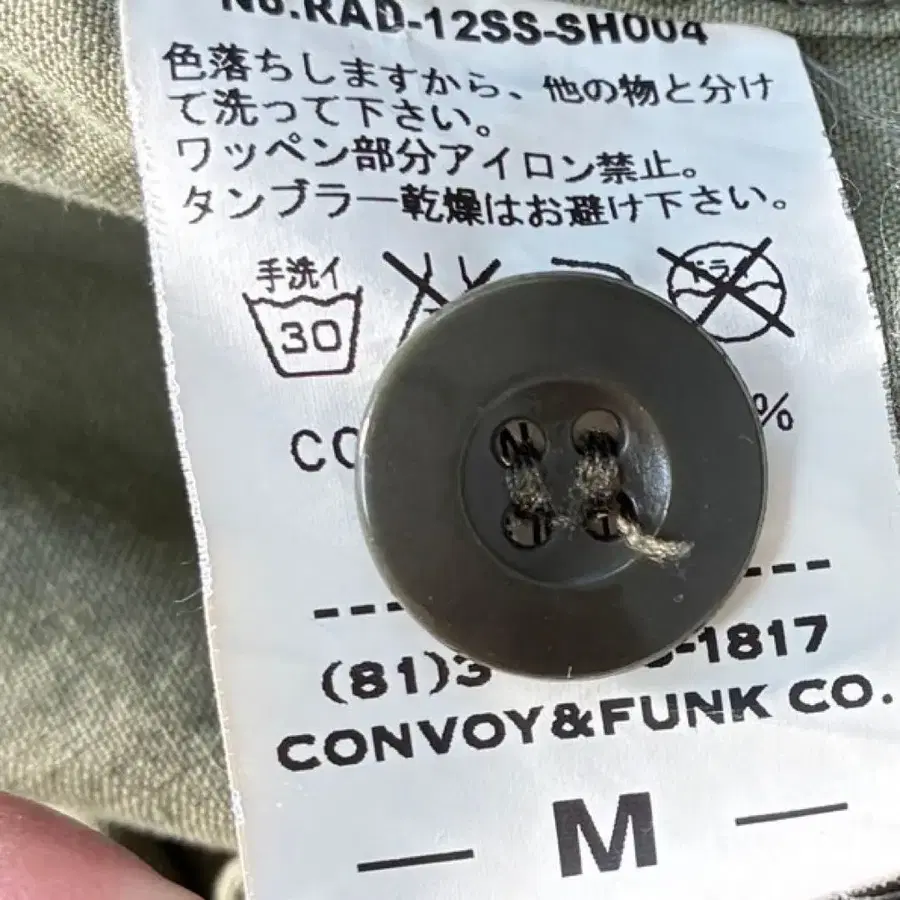 No.RAD-12SS-SH004
色落ちしますから、他の物と分け
て洗って下さい。
ワッペン部分アイロン禁止。
タンブラー乾燥はお避け下さい。
手洗イ
ドライ
30
%
(81)3 -1817
CONVOY&FUNK CO.
— M —